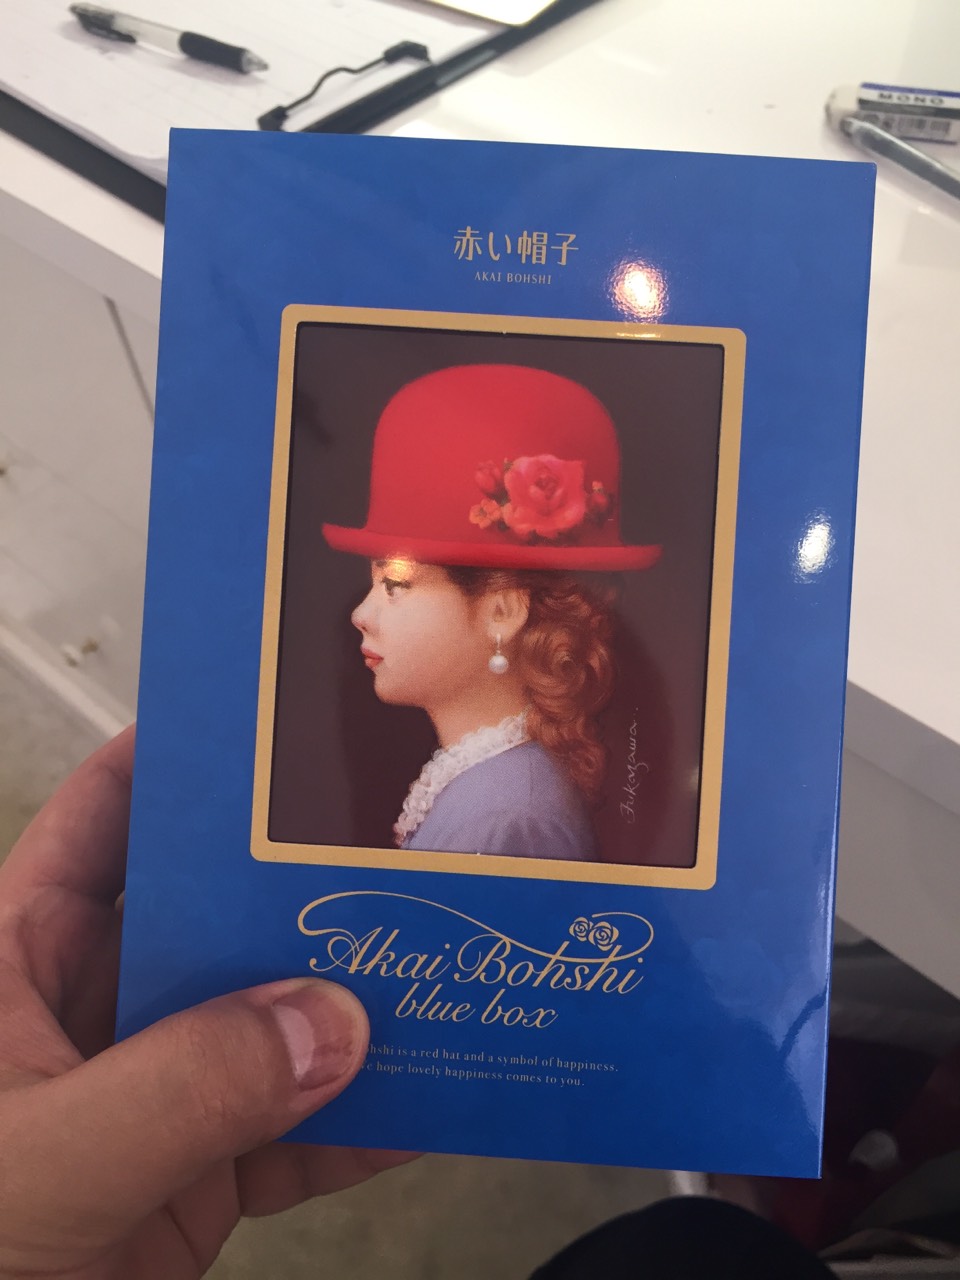 MONO
赤い帽子
AKAI BOHSHI
Fukazawa..
Akai Bohshi
blue box
ohshi is a red hat and a symbol of happiness.
e hope lovely happiness comes to you.